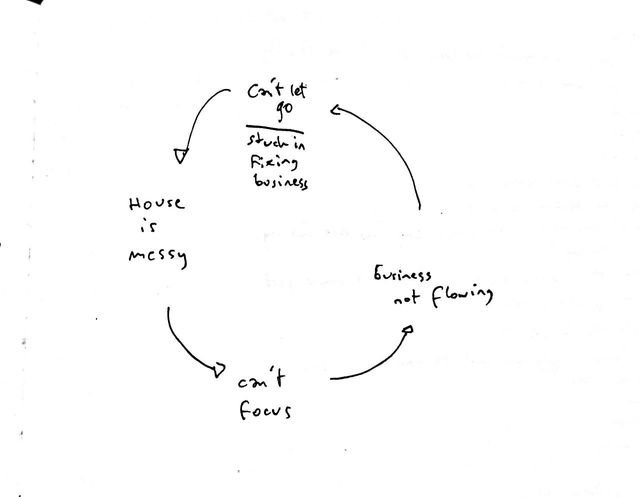 Can't let
go
stuck in
Fixing
business
House
is
messy
business
not flowing
can't
focus